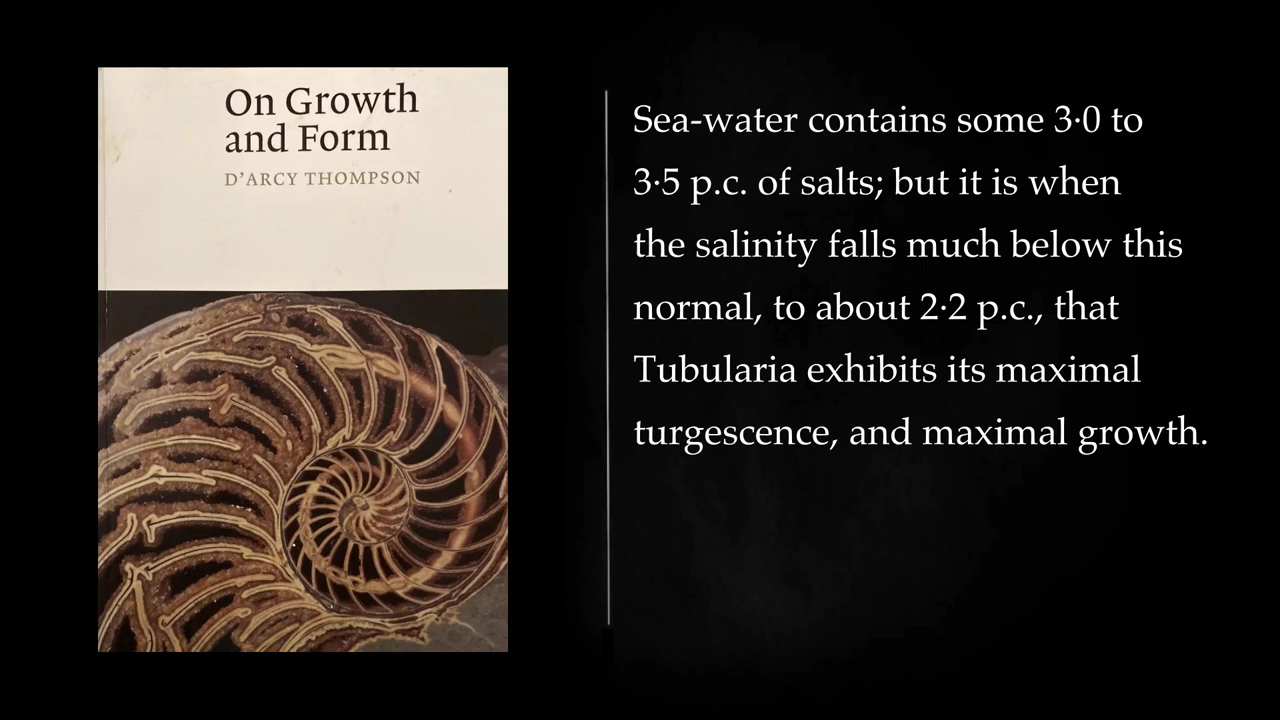 On Growth
and Form
D'ARCY THOMPSON
Sea-water contains some 3·0 to
3·5 p.c. of salts; but it is when
the salinity falls much below this
normal, to about 2·2 p.c., that
Tubularia exhibits its maximal
turgescence, and maximal growth.